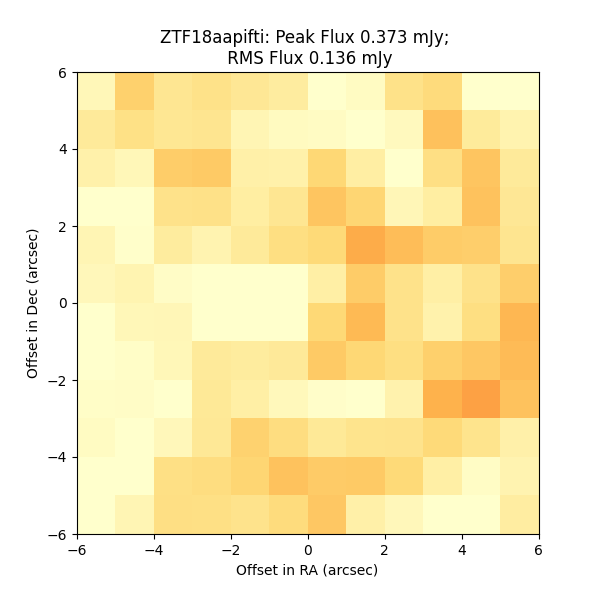 ZTF18aapifti: Peak Flux 0.373 mJy;
RMS Flux 0.136 mJy
6
4
2
0
−2
−4
−6
Offset in Dec (arcsec)
−6 −4 −2 0 2 4 6
Offset in RA (arcsec)